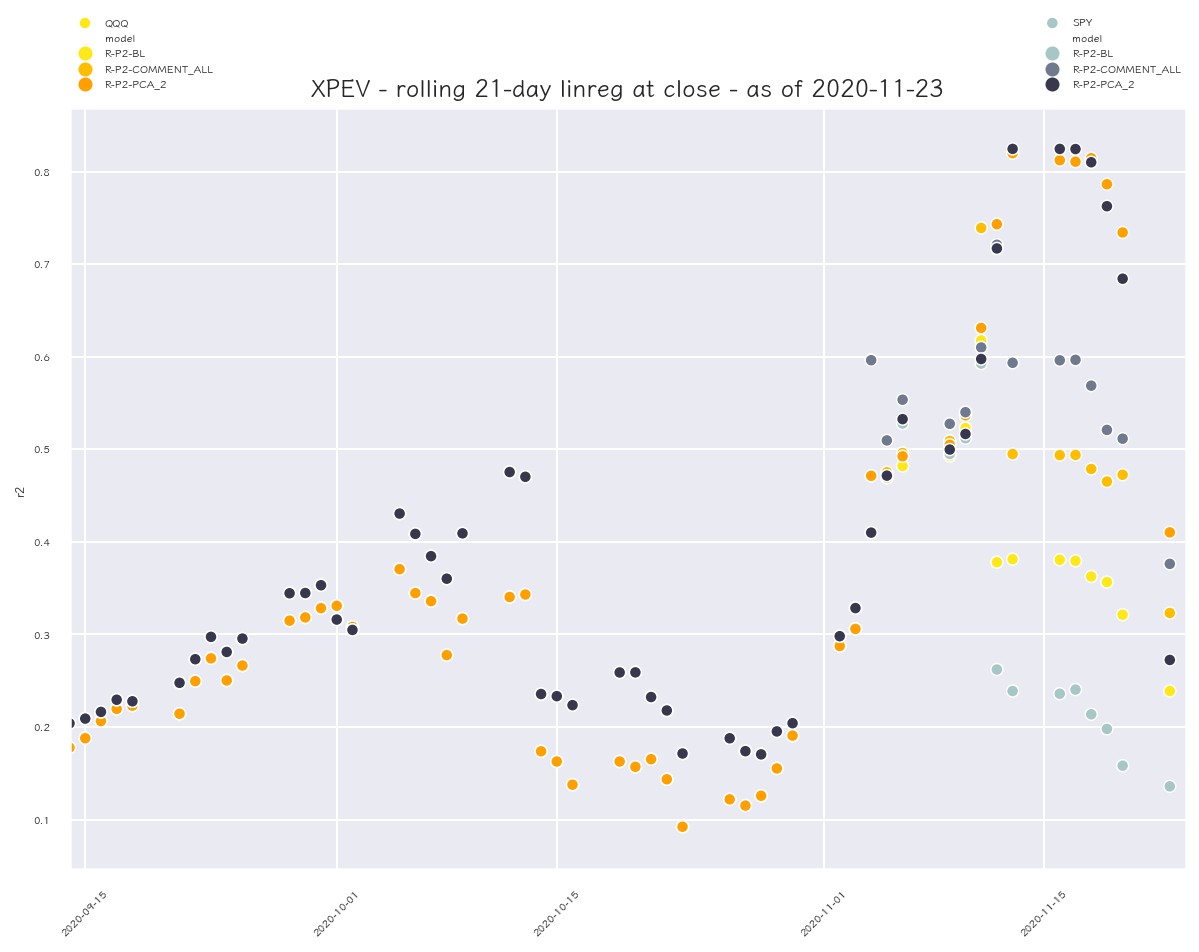 QQQ
model
R-P2-BL
R-P2-COMMENT_ALL
R-P2-PCA_2
SPY
model
R-P2-BL
R-P2-COMMENT_ALL
R-P2-PCA_2
XPEV - rolling 21-day linreg at close - as of 2020-11-23
0.8
0.7
0.6
0.5
0.4
0.3
0.2
0.1
r2
2020-09-15
2020-10-01
2020-10-15
2020-11-01
2020-11-15